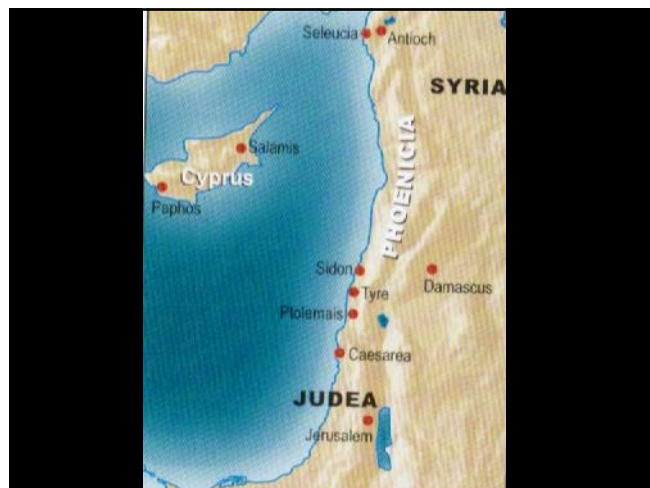 Seleucia
Antioch
SYRIA
PHOENICIA
Salamis
Cyprus
Paphos
Sidon
Damascus
Tyre
Ptolemais
Caesarea
JUDEA
Jerusalem